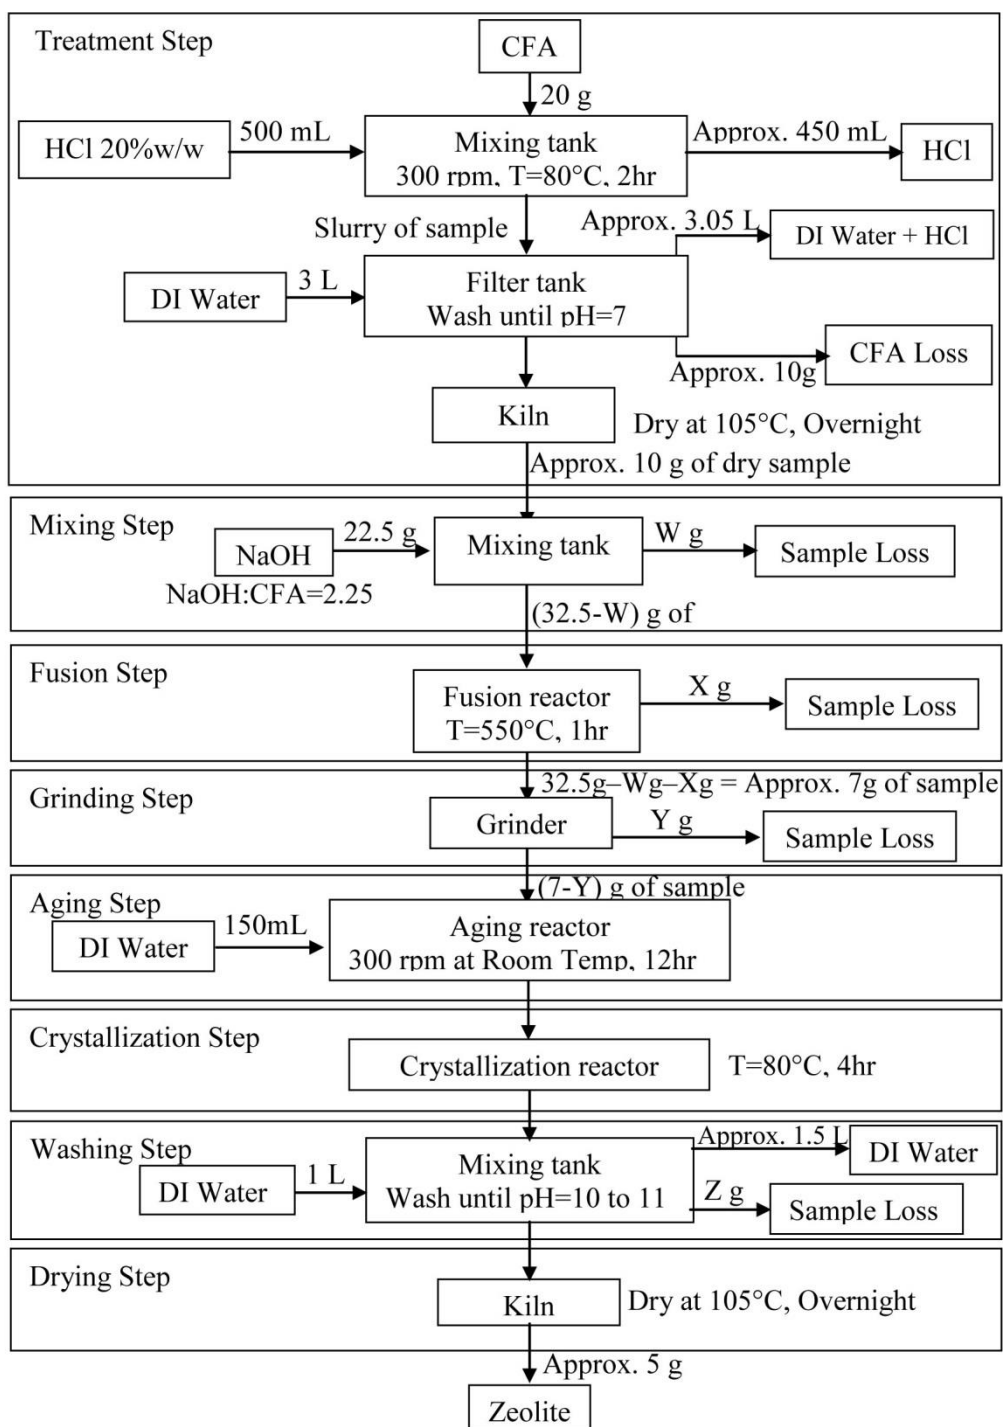 Treatment Step
CFA
20 g
HCl 20%w/w
500 mL
Mixing tank
300 rpm, T=80°C, 2hr
Approx. 450 mL
HCl
Slurry of sample
Approx. 3.05 L
DI Water + HCl
DI Water
3 L
Filter tank
Wash until pH=7
CFA Loss
Approx. 10g
Kiln
Dry at 105°C, Overnight
Approx. 10 g of dry sample
Mixing Step
NaOH
22.5 g
NaOH:CFA=2.25
Mixing tank
W g
Sample Loss
(32.5-W) g of
Fusion Step
Fusion reactor
T=550°C, 1hr
X g
Sample Loss
32.5g–Wg–Xg = Approx. 7g of sample
Grinding Step
Grinder
Y g
Sample Loss
(7-Y) g of sample
Aging Step
DI Water
150mL
Aging reactor
300 rpm at Room Temp, 12hr
Crystallization Step
Crystallization reactor
T=80°C, 4hr
Washing Step
DI Water
1 L
Mixing tank
Wash until pH=10 to 11
Approx. 1.5 L
DI Water
Z g
Sample Loss
Drying Step
Kiln
Dry at 105°C, Overnight
Approx. 5 g
Zeolite